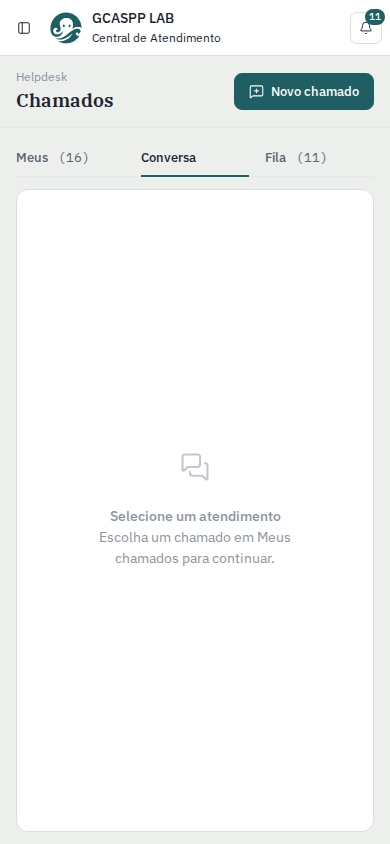 GCASPP LAB
11
Central de Atendimento
Helpdesk
Chamados
Novo chamado
Meus (16)
Conversa
Fila (11)
Selecione um atendimento
Escolha um chamado em Meus
chamados para continuar.